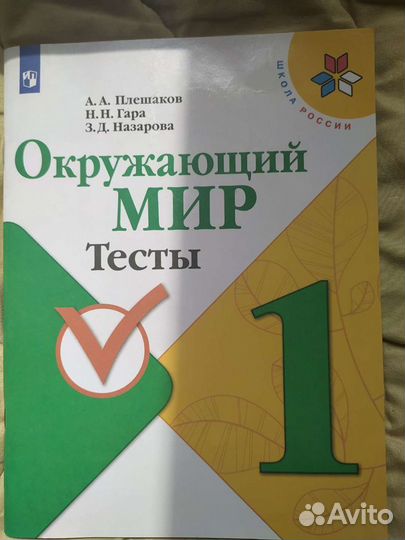 А. А. Плешаков
Н. Н. Гара
З. Д. Назарова
ШКОЛА РОССИИ
Окружающий
МИР
Тесты
1
Avito